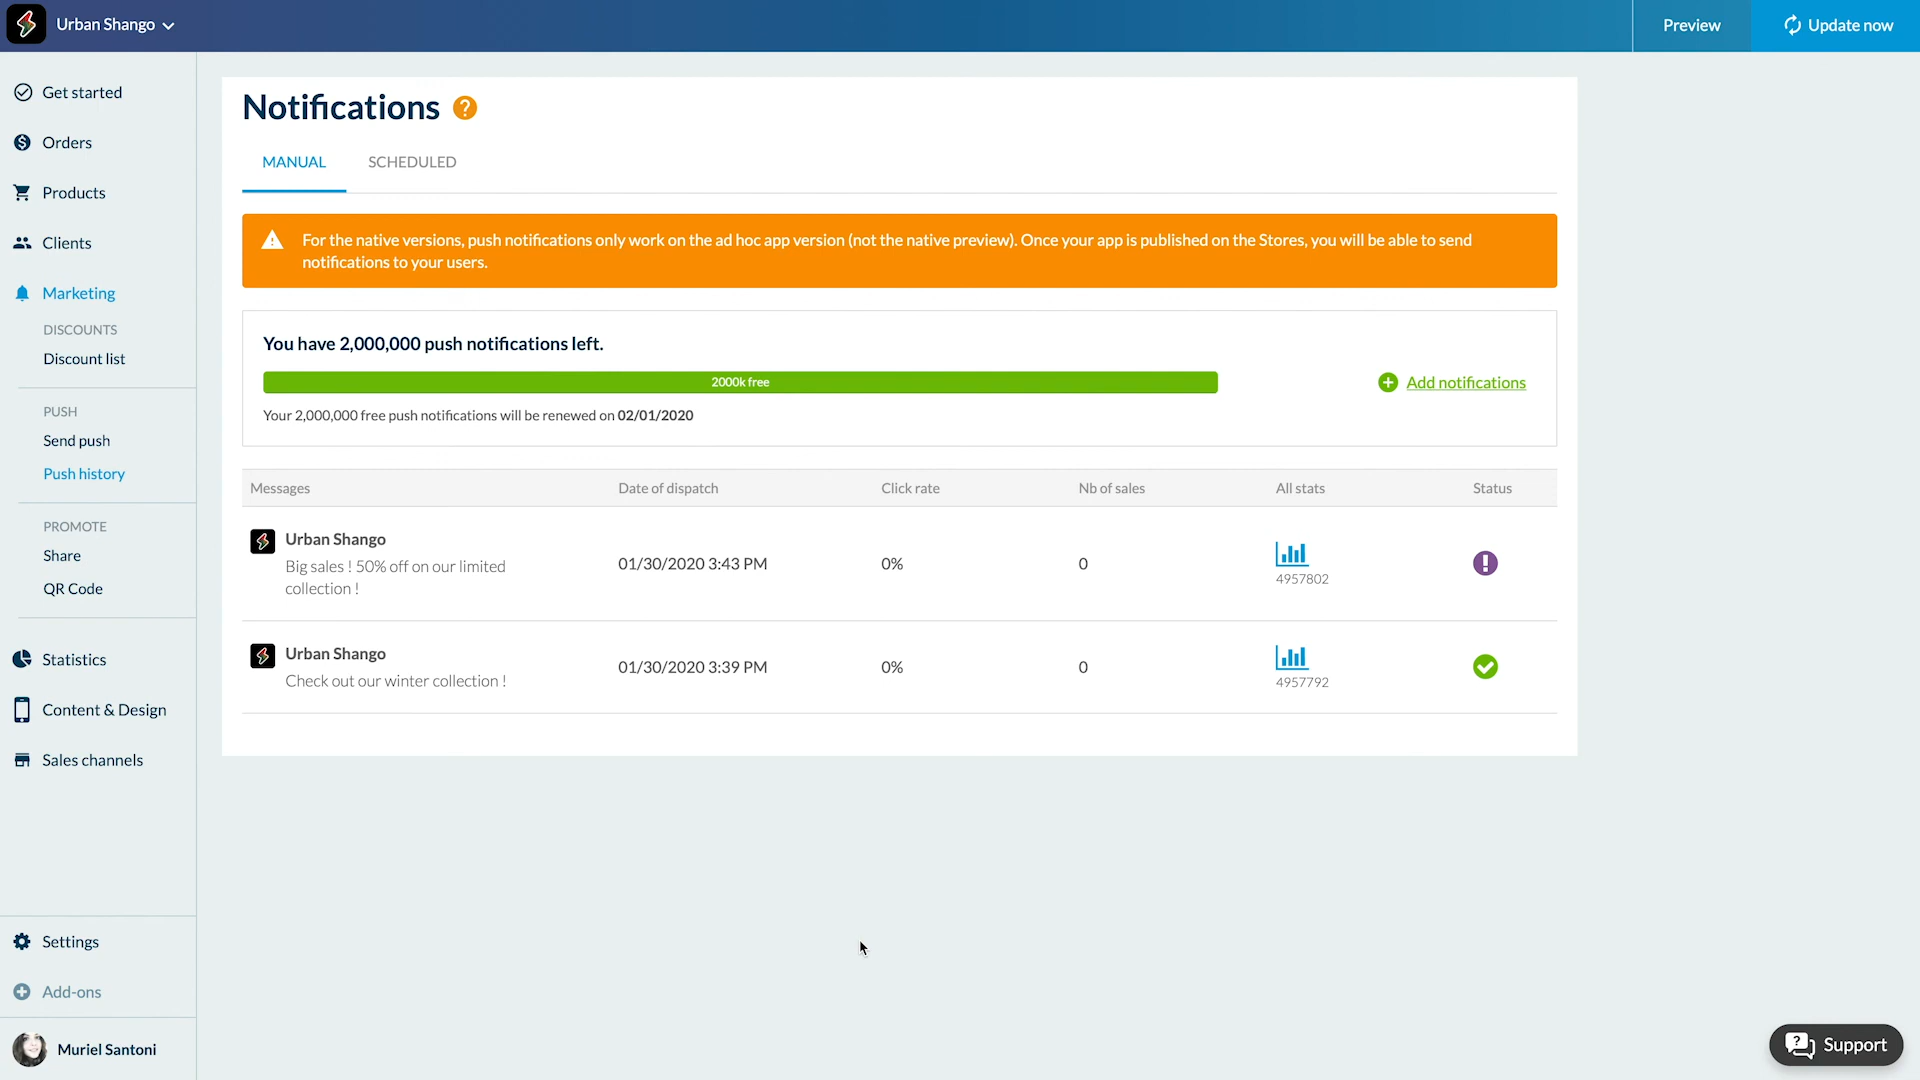 Urban Shango
Preview
Update now
Get started
Orders
Products
Clients
Marketing
DISCOUNTS
Discount list
PUSH
Send push
Push history
PROMOTE
Share
QR Code
Statistics
Content & Design
Sales channels
Settings
Add-ons
Muriel Santoni
Notifications ?
MANUAL SCHEDULED
For the native versions, push notifications only work on the ad hoc app version (not the native preview). Once your app is published on the Stores, you will be able to send
notifications to your users.
You have 2,000,000 push notifications left.
2000k free
Add notifications
Your 2,000,000 free push notifications will be renewed on 02/01/2020
Messages Date of dispatch Click rate Nb of sales All stats Status
Urban Shango
Big sales ! 50% off on our limited
collection !
01/30/2020 3:43 PM 0% 0 4957802
Urban Shango
Check out our winter collection !
01/30/2020 3:39 PM 0% 0 4957792
Support